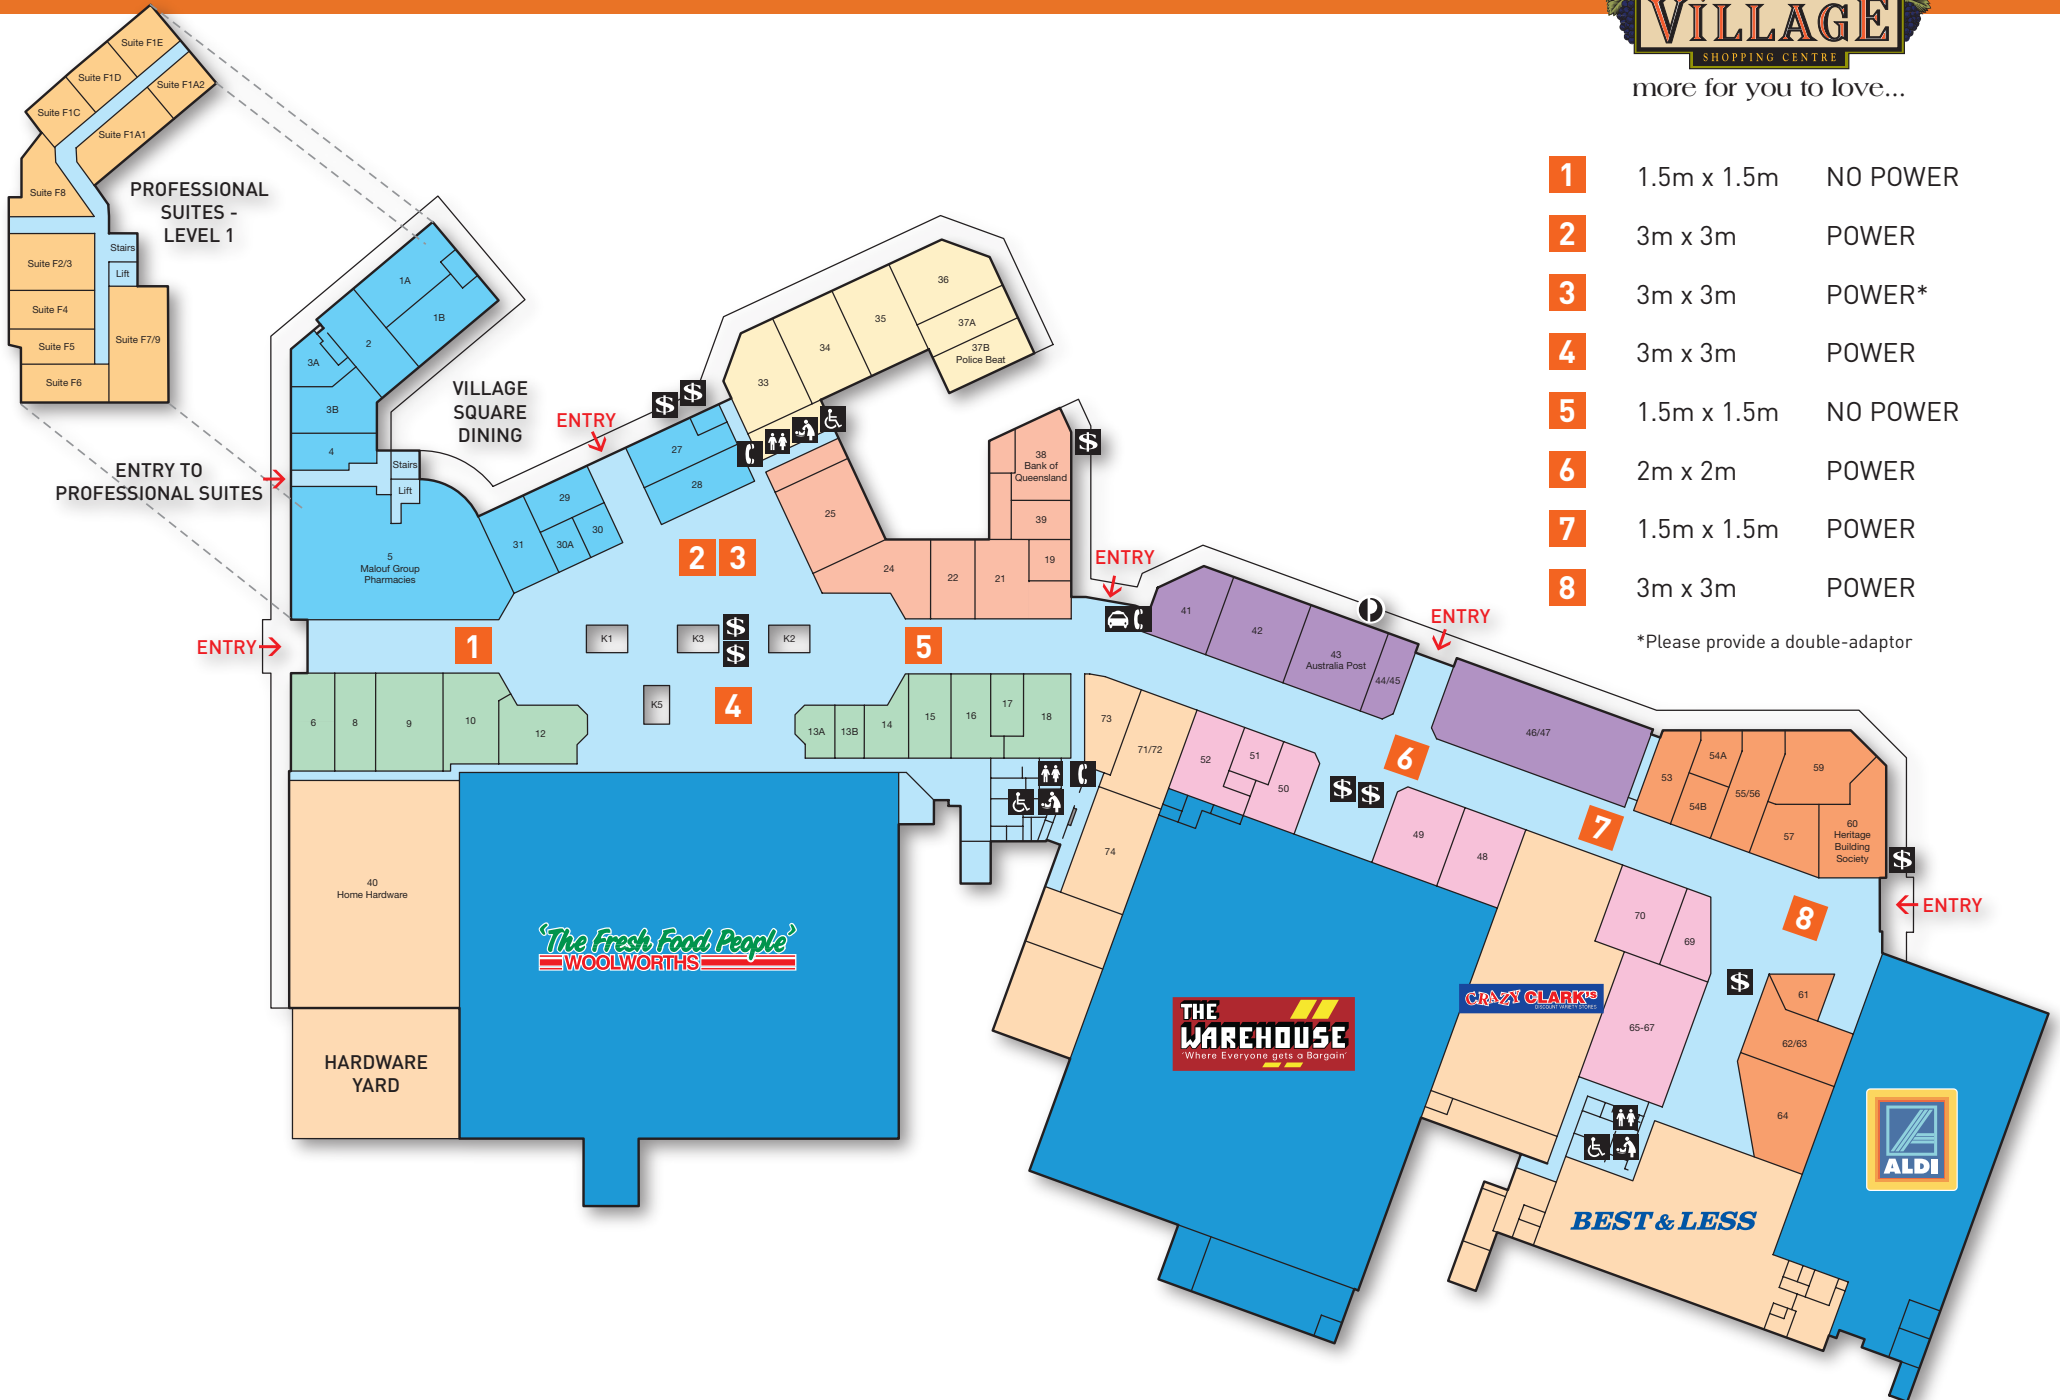 VILLAGE
SHOPPING CENTRE
more for you to love...
1 1.5m x 1.5m NO POWER
2 3m x 3m POWER
3 3m x 3m POWER*
4 3m x 3m POWER
5 1.5m x 1.5m NO POWER
6 2m x 2m POWER
7 1.5m x 1.5m POWER
8 3m x 3m POWER
*Please provide a double-adaptor
Suite F1E
Suite F1D
Suite F1A2
Suite F1C
Suite F1A1
Suite F8
PROFESSIONAL
SUITES -
LEVEL 1
Stairs
Suite F2/3
Lift
Suite F4
Suite F7/9
Suite F5
Suite F6
1A
1B
2
3A
3B
4
Stairs
Lift
ENTRY TO
PROFESSIONAL SUITES
VILLAGE
SQUARE
DINING
ENTRY
5
Malouf Group
Pharmacies
31
29
30A
30
27
28
33
34
35
36
37A
37B
Police Beat
$
$
25
24
22
21
19
39
38
Bank of
Queensland
$
2
3
ENTRY
1
K1
K3
$
$
K2
5
K5
4
6
8
9
10
12
13A
13B
14
15
16
17
18
40
Home Hardware
HARDWARE
YARD
'The Fresh Food People'
WOOLWORTHS
ENTRY
41
42
43
Australia Post
44/45
ENTRY
46/47
73
71/72
74
52
51
50
6
$
$
49
48
7
53
54A
54B
55/56
57
59
60
Heritage
Building
Society
$
ENTRY
8
70
69
65-67
$
61
62/63
64
THE
WAREHOUSE
'Where Everyone gets a Bargain'
CRAZY CLARK'S
DISCOUNT VARIETY STORES
BEST & LESS
ALDI